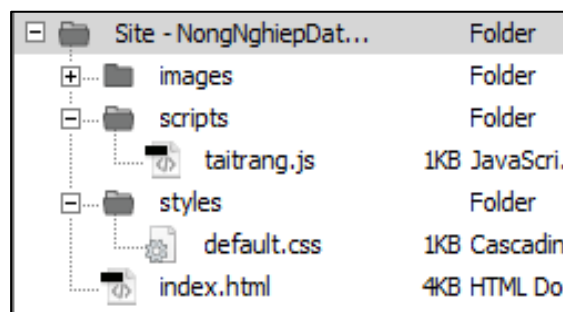 Site - NongNghiepDat... Folder
images Folder
scripts Folder
taitrang.js 1KB JavaScri.
styles Folder
default.css 1KB Cascadin
index.html 4KB HTML Do